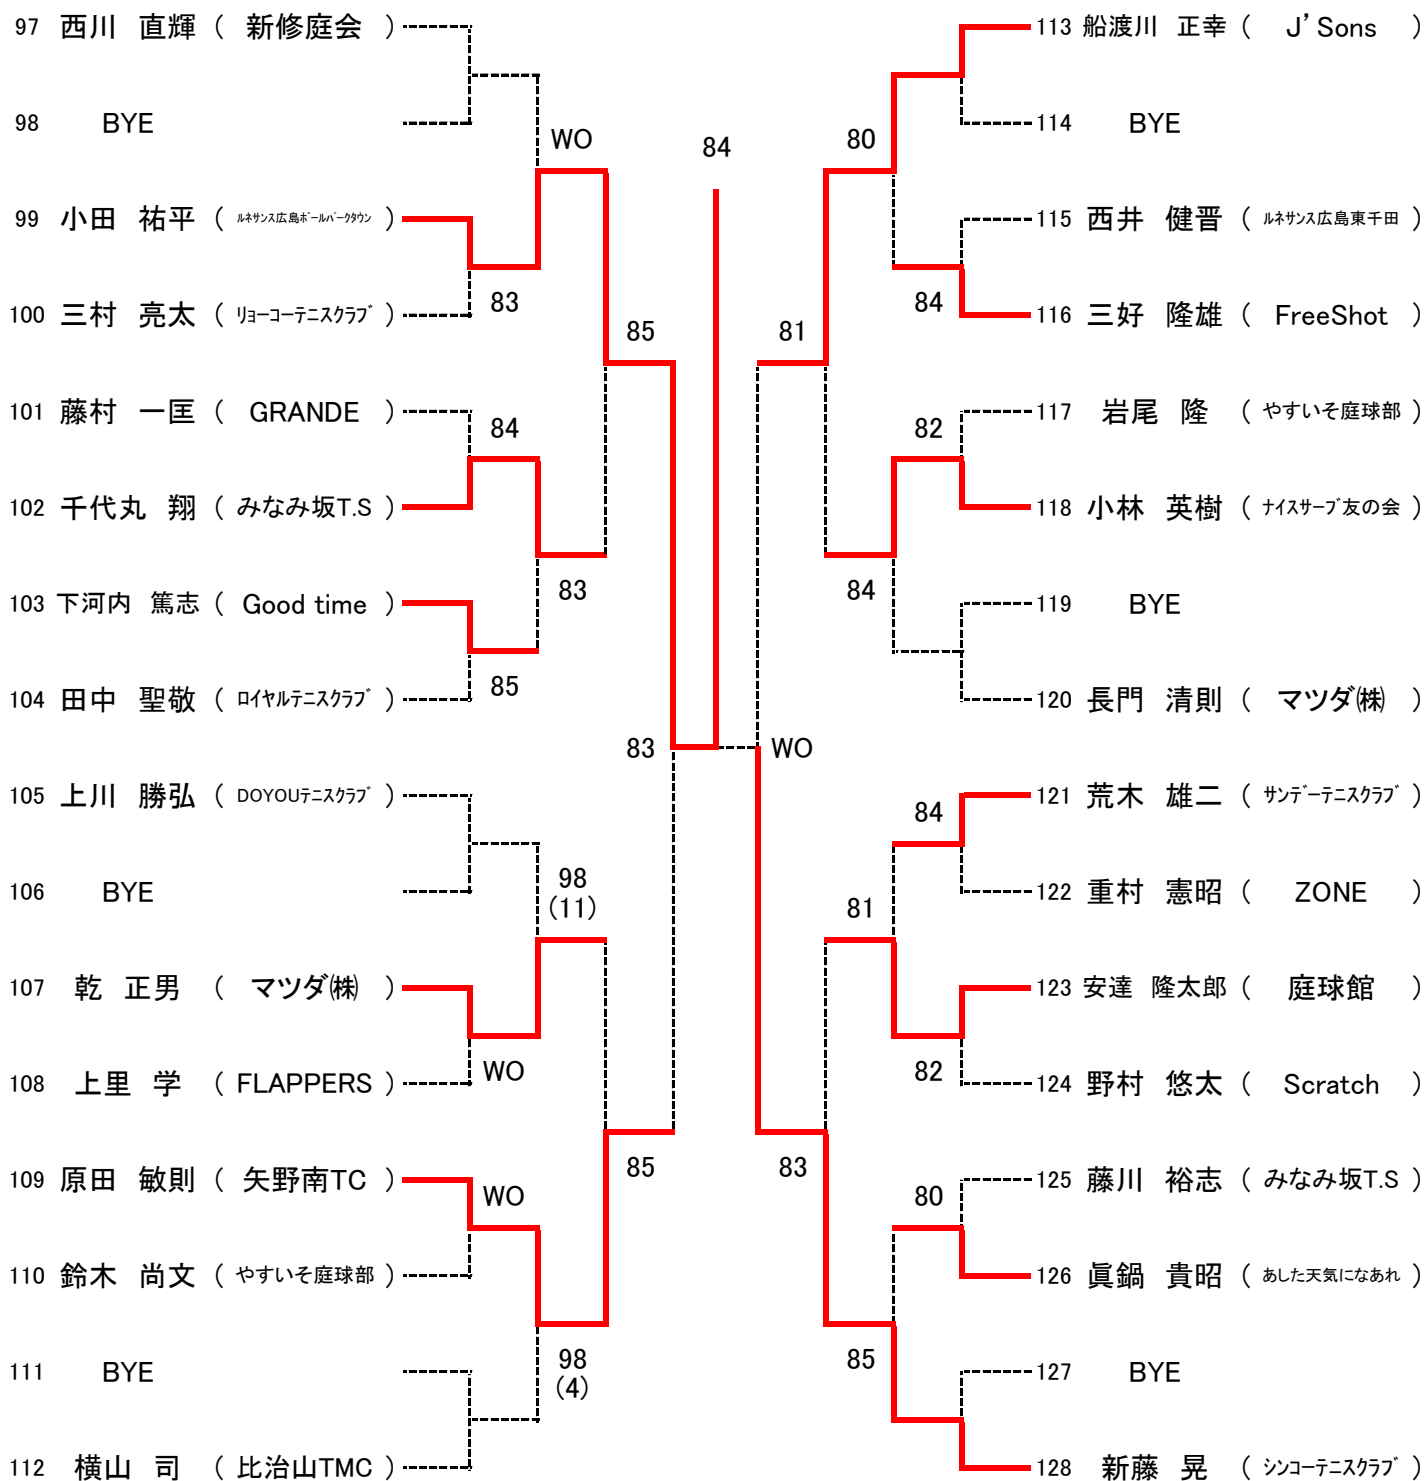 97 西川 直輝 ( 新修庭会 )
98 BYE
WO
99 小田 祐平 ( ルネサンス広島ボールパークタウン )
83
100 三村 亮太 ( リョーコーテニスクラブ )
85
101 藤村 一匡 ( GRANDE )
84
102 千代丸 翔 ( みなみ坂T.S )
83
103 下河内 篤志 ( Good time )
85
104 田中 聖敬 ( ロイヤルテニスクラブ )
83
105 上川 勝弘 ( DOYOUテニスクラブ )
106 BYE
98
(11)
107 乾 正男 ( マツダ㈱ )
WO
108 上里 学 ( FLAPPERS )
85
109 原田 敏則 ( 矢野南TC )
WO
110 鈴木 尚文 ( やすいそ庭球部 )
98
(4)
111 BYE
112 横山 司 ( 比治山TMC )
84
113 船渡川 正幸 ( J'Sons )
114 BYE
80
115 西井 健晋 ( ルネサンス広島東千田 )
84
116 三好 隆雄 ( FreeShot )
81
117 岩尾 隆 ( やすいそ庭球部 )
82
118 小林 英樹 ( ナイスサーブ友の会 )
84
119 BYE
120 長門 清則 ( マツダ㈱ )
WO
121 荒木 雄二 ( サンデーテニスクラブ )
84
122 重村 憲昭 ( ZONE )
81
123 安達 隆太郎 ( 庭球館 )
82
124 野村 悠太 ( Scratch )
83
125 藤川 裕志 ( みなみ坂T.S )
80
126 眞鍋 貴昭 ( あした天気になあれ )
85
127 BYE
128 新藤 晃 ( シンコーテニスクラブ )